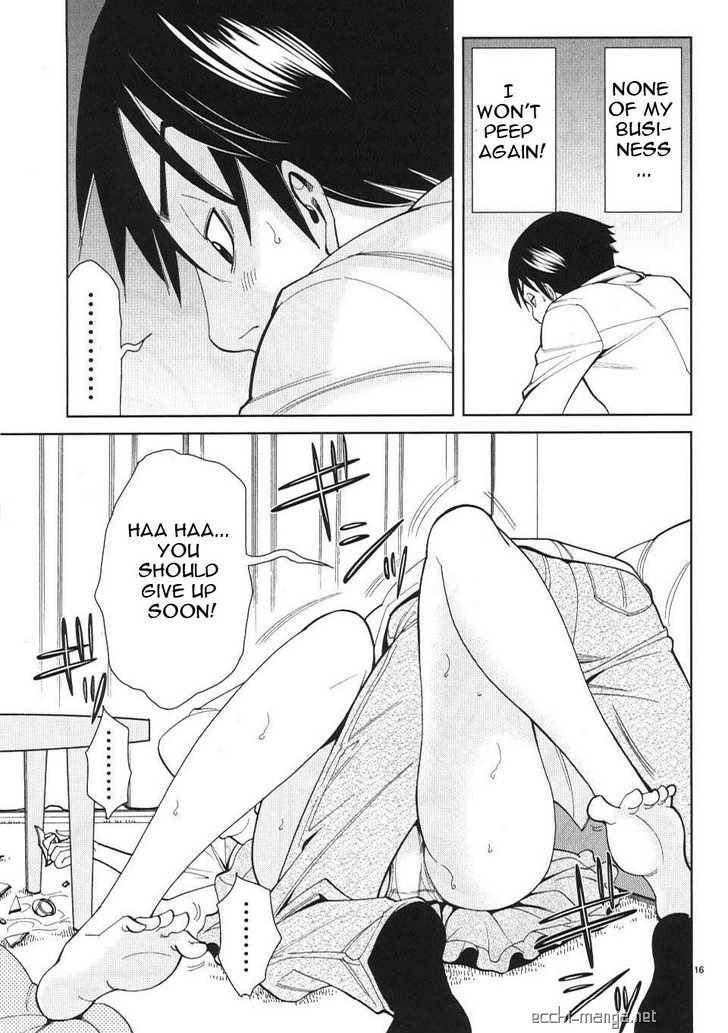 NONE
OF MY
BUSI-
NESS
...
I
WON'T
PEEP
AGAIN!
.........
HAA HAA...
YOU
SHOULD
GIVE UP
SOON!
......
......
16
ecchi-manga.net